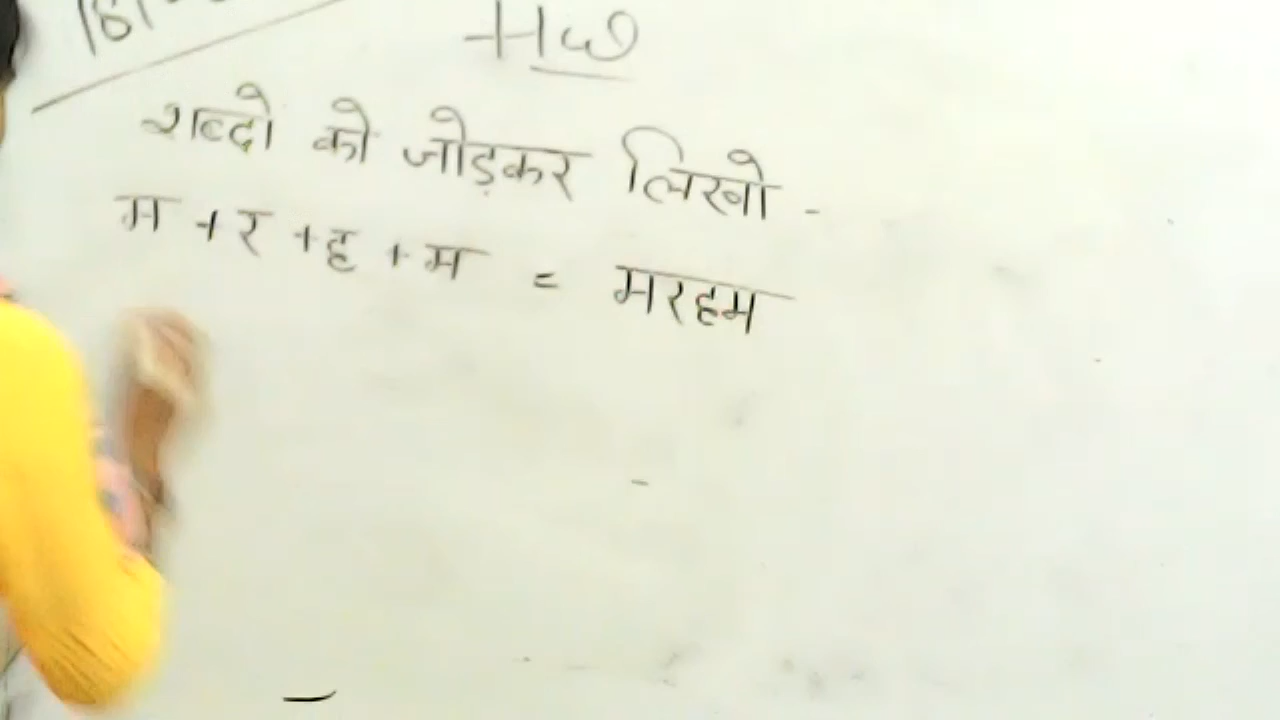 HW
शब्दो को जोड़कर लिखो -
म + र + ह + म = मरहम